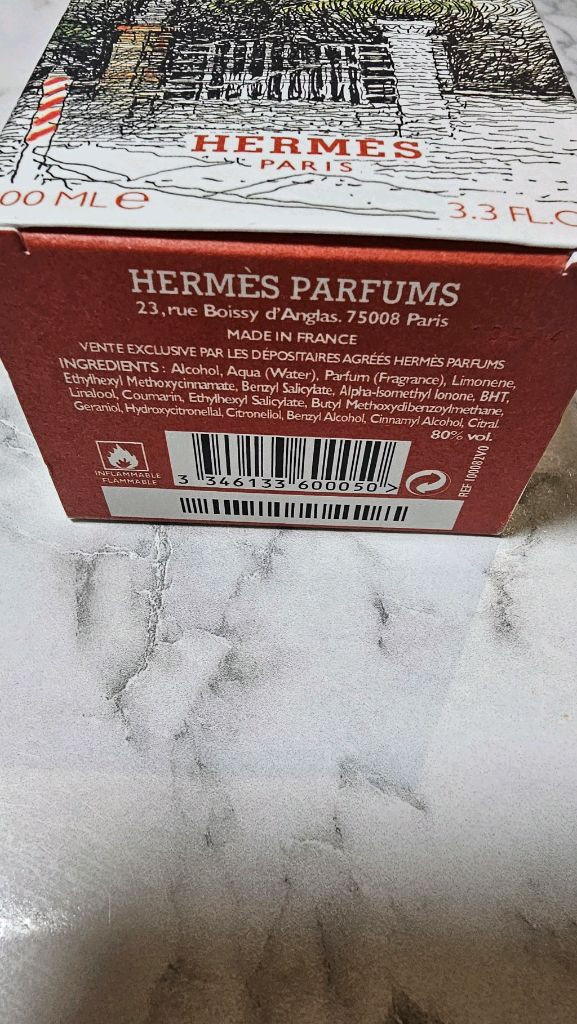 HERMÈS
PARIS
00 ML e
3.3 FL.O
HERMÈS PARFUMS
23, rue Boissy d'Anglas. 75008 Paris
MADE IN FRANCE
VENTE EXCLUSIVE PAR LES DÉPOSITAIRES AGRÉÉS HERMÈS PARFUMS
INGREDIENTS : Alcohol, Aqua (Water), Parfum (Fragrance), Limonene,
Ethylhexyl Methoxycinnamate, Benzyl Salicylate, Alpha-Isomethyl Ionone, BHT,
Linalool, Coumarin, Ethylhexyl Salicylate, Butyl Methoxydibenzoylmethane,
Geraniol, Hydroxycitronellal, Citronellol, Benzyl Alcohol, Cinnamyl Alcohol, Citral.
80% vol.
INFLAMMABLE
FLAMMABLE
3 346133 600050 >
REF 100082V0